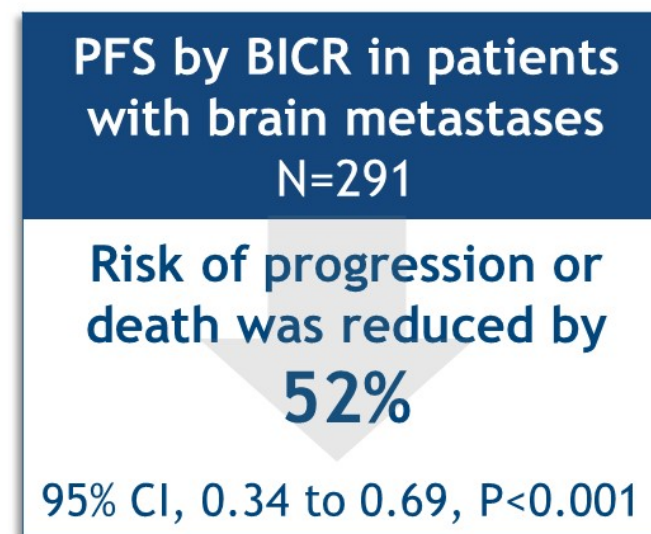 PFS by BICR in patients
with brain metastases
N=291
Risk of progression or
death was reduced by
52%
95% CI, 0.34 to 0.69, P<0.001